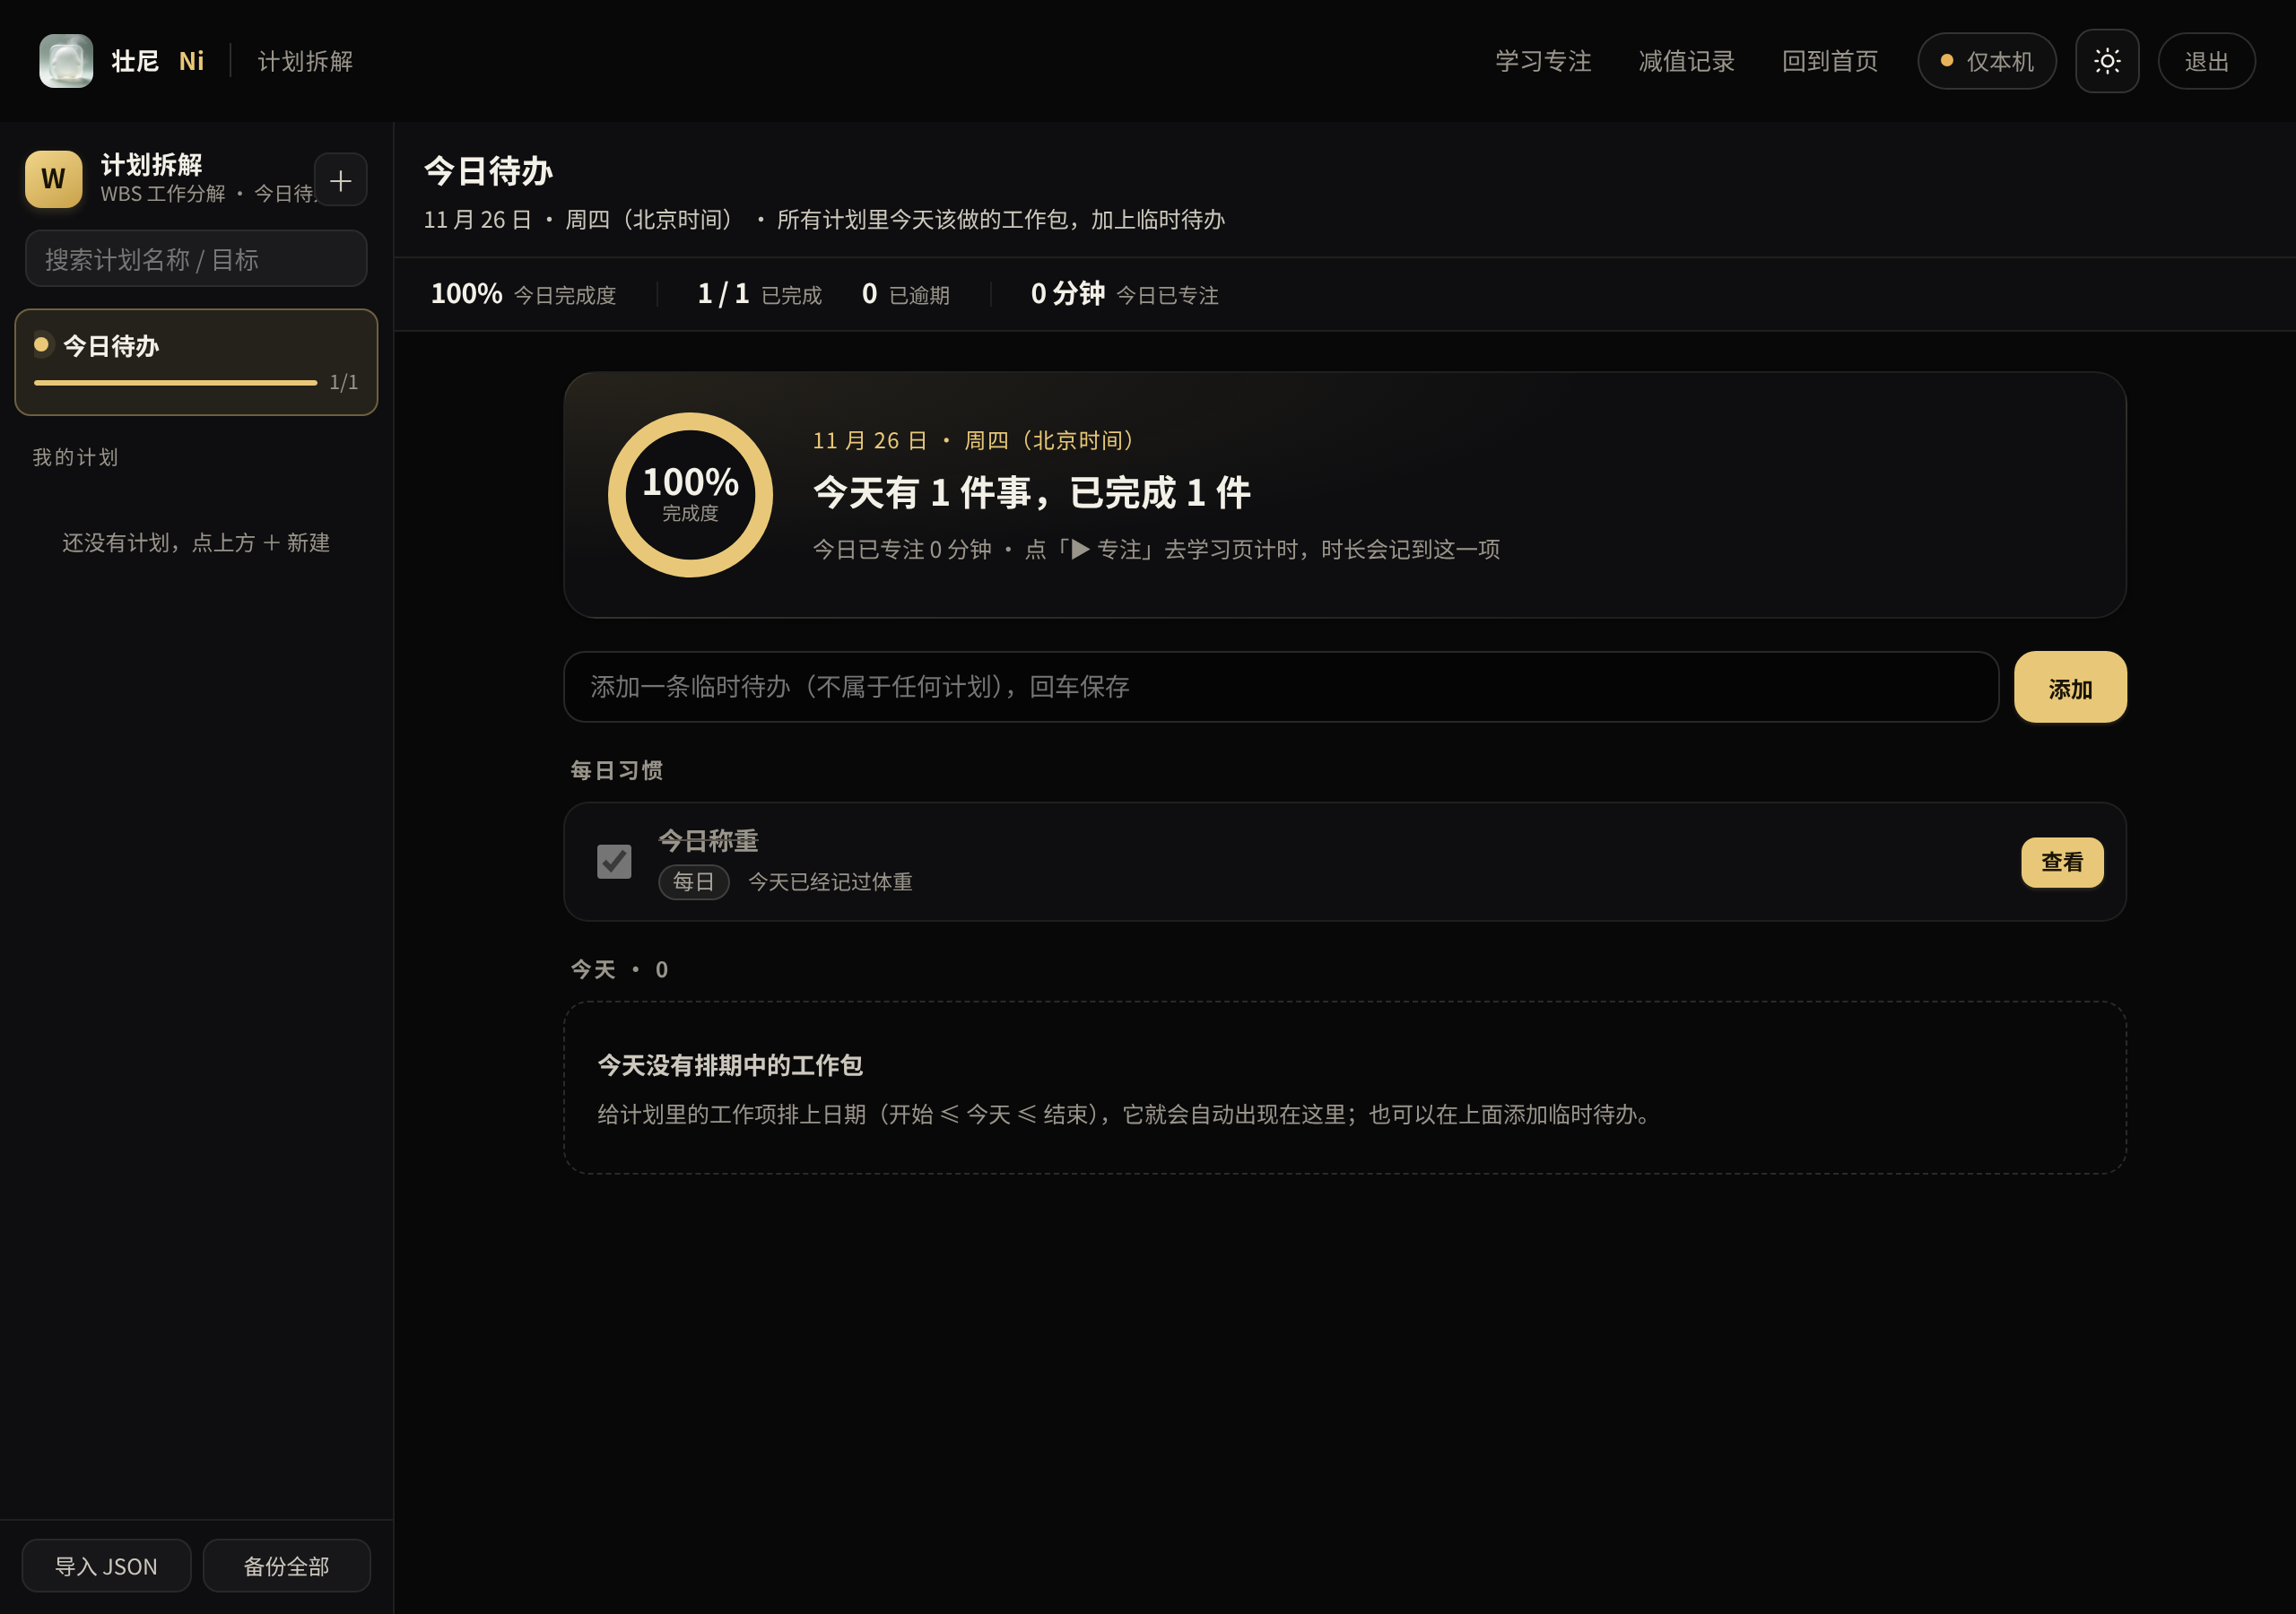 壮尼 Ni 计划拆解
学习专注 减值记录 回到首页 仅本机 退出
W
计划拆解
WBS 工作分解 · 今日待
搜索计划名称 / 目标
今日待办
1/1
我的计划
还没有计划，点上方 ＋ 新建
导入 JSON 备份全部
今日待办
11 月 26 日 · 周四（北京时间） · 所有计划里今天该做的工作包，加上临时待办
100% 今日完成度 1 / 1 已完成 0 已逾期 0 分钟 今日已专注
100%
完成度
11 月 26 日 · 周四（北京时间）
今天有 1 件事，已完成 1 件
今日已专注 0 分钟 · 点「▶ 专注」去学习页计时，时长会记到这一项
添加一条临时待办（不属于任何计划），回车保存
添加
每日习惯
今日称重
每日 今天已经记过体重
查看
今天 · 0
今天没有排期中的工作包
给计划里的工作项排上日期（开始 ≤ 今天 ≤ 结束），它就会自动出现在这里；也可以在上面添加临时待办。